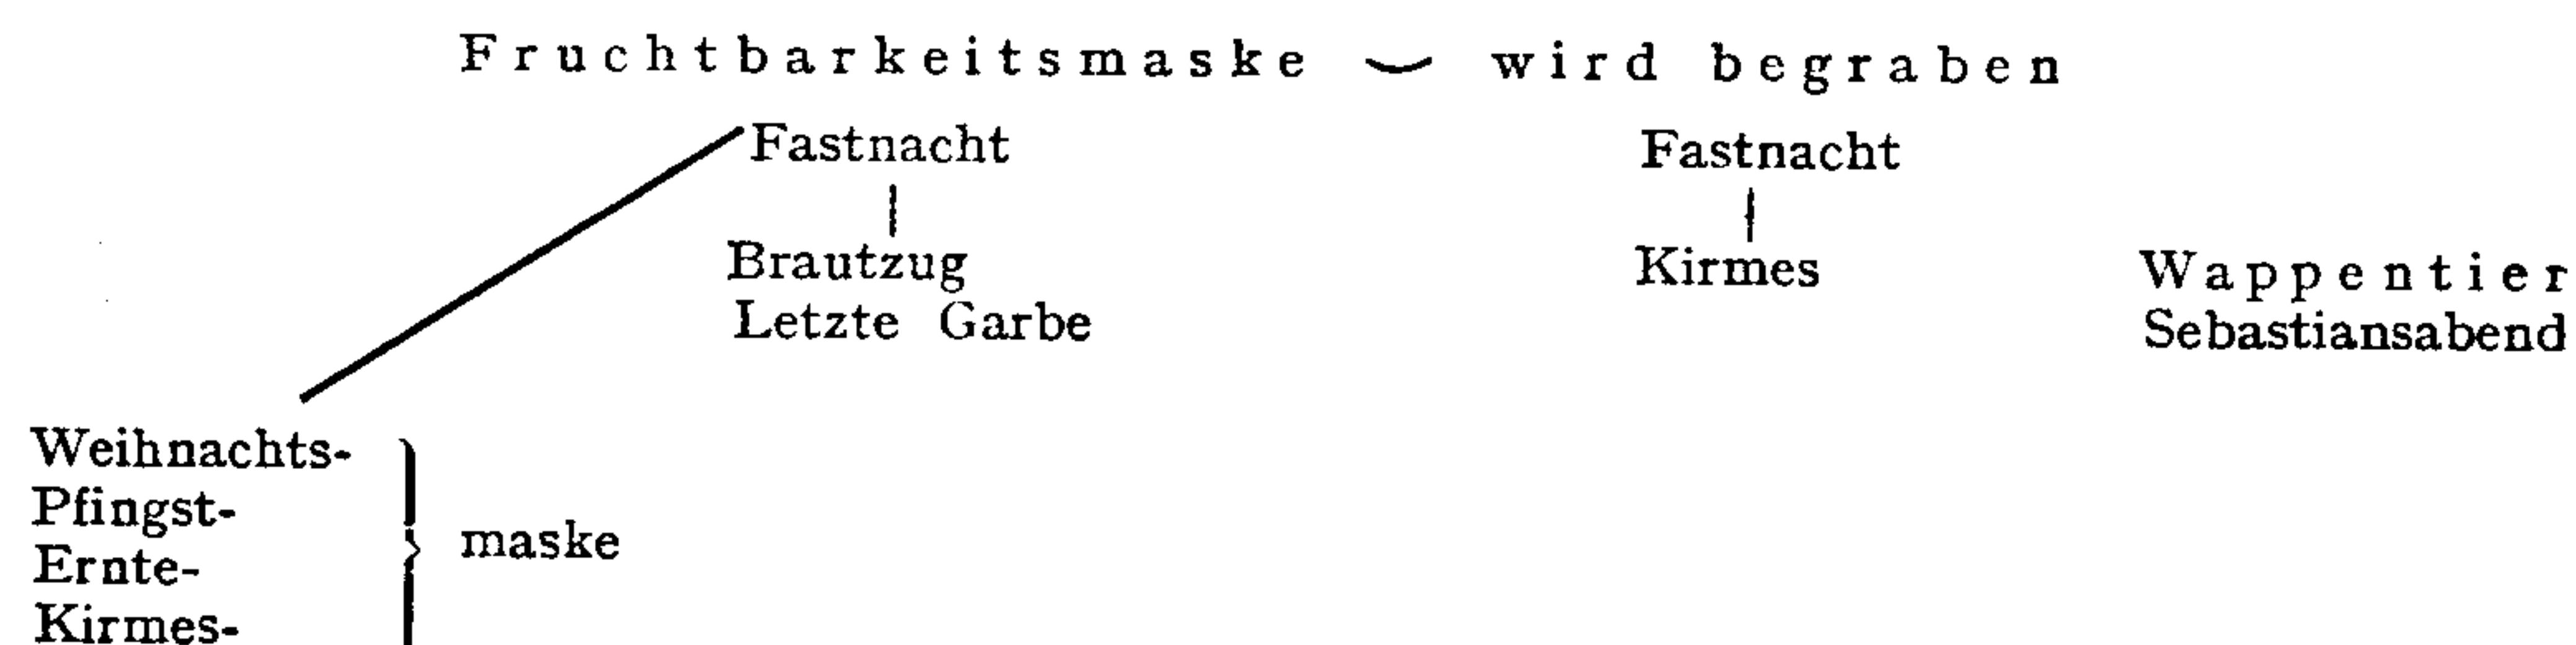 Fruchtbarkeitsmaske ‿ wird begraben
Fastnacht Fastnacht
Brautzug Kirmes Wappentier
Letzte Garbe Sebastiansabend
Weihnachts-
Pfingst-
maske
Ernte-
Kirmes-